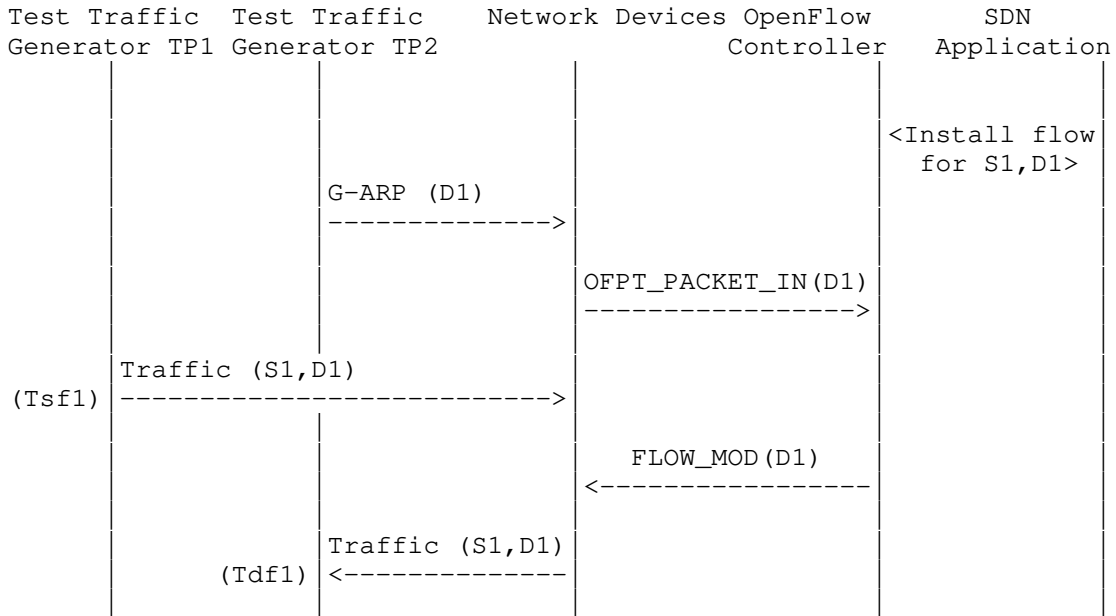 Test Traffic Test Traffic Network Devices OpenFlow SDN
Generator TP1 Generator TP2 Controller Application
<Install flow
for S1,D1>
G-ARP (D1)
OFPT_PACKET_IN(D1)
Traffic (S1,D1)
(Tsf1)
FLOW_MOD(D1)
Traffic (S1,D1)
(Tdf1)